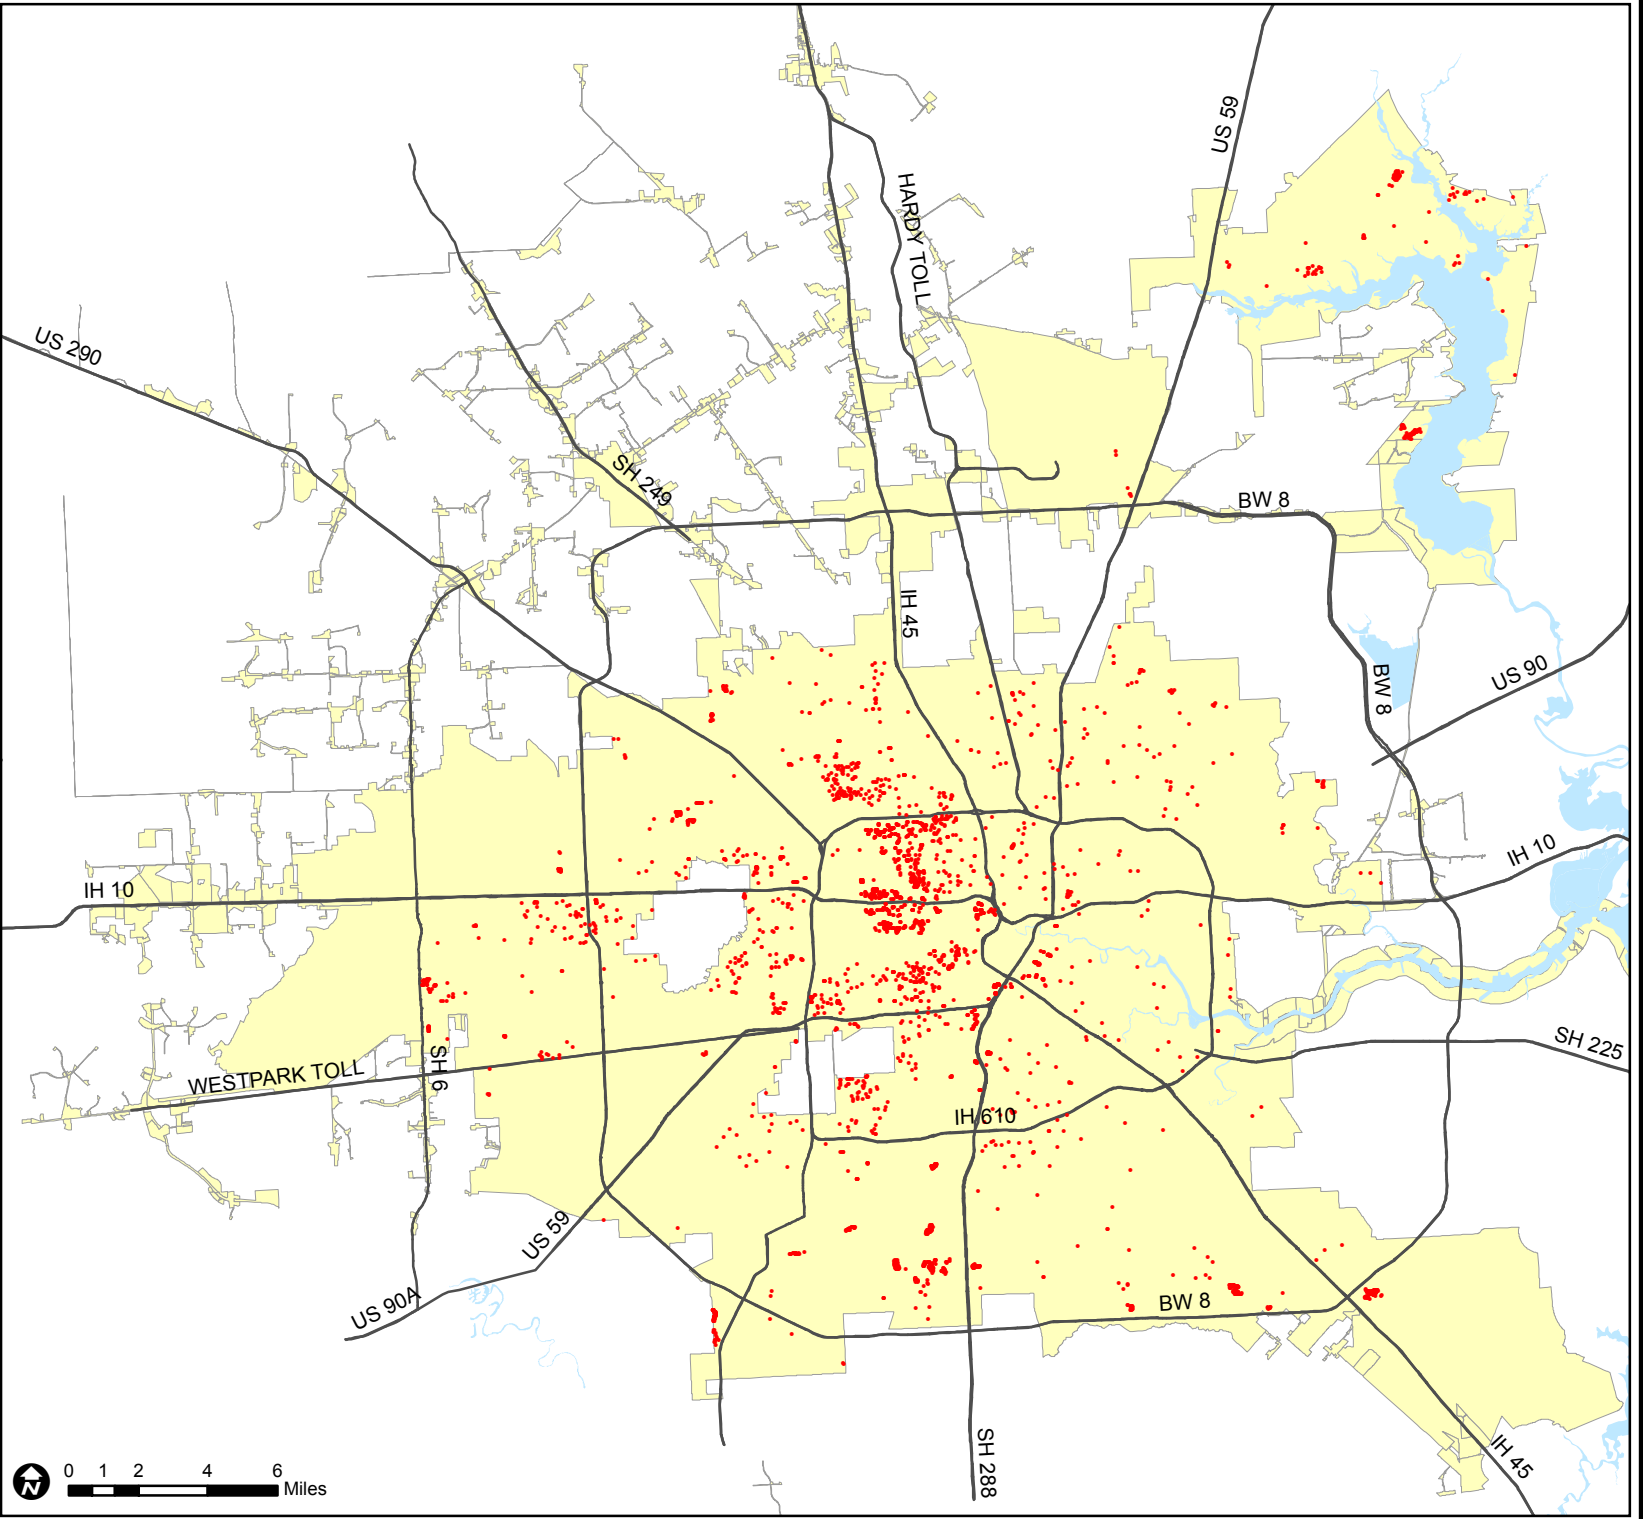 US 59
HARDY TOLL
US 290
SH 249
BW 8
IH 45
BW 8
US 90
IH 10
IH 10
SH 225
SH 6
WESTPARK TOLL
IH 610
US 59
US 90A
BW 8
SH 288
IH 45
N
0 1 2 4 6
Miles